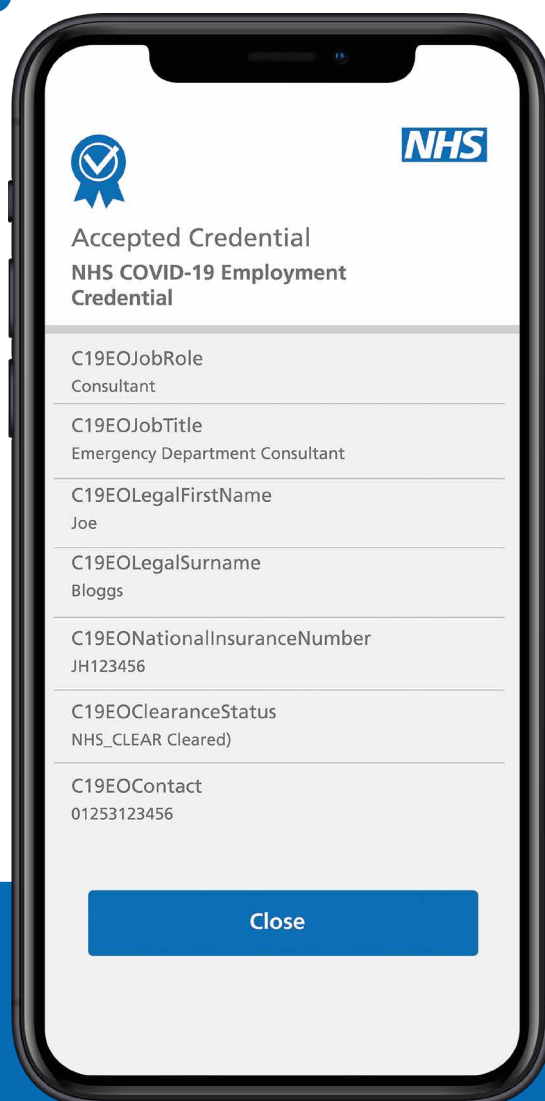 NHS
Accepted Credential
NHS COVID-19 Employment
Credential
C19EOJobRole
Consultant
C19EOJobTitle
Emergency Department Consultant
C19EOLegalFirstName
Joe
C19EOLegalSurname
Bloggs
C19EONationalInsuranceNumber
JH123456
C19EOClearanceStatus
NHS_CLEAR Cleared)
C19EOContact
01253123456
Close